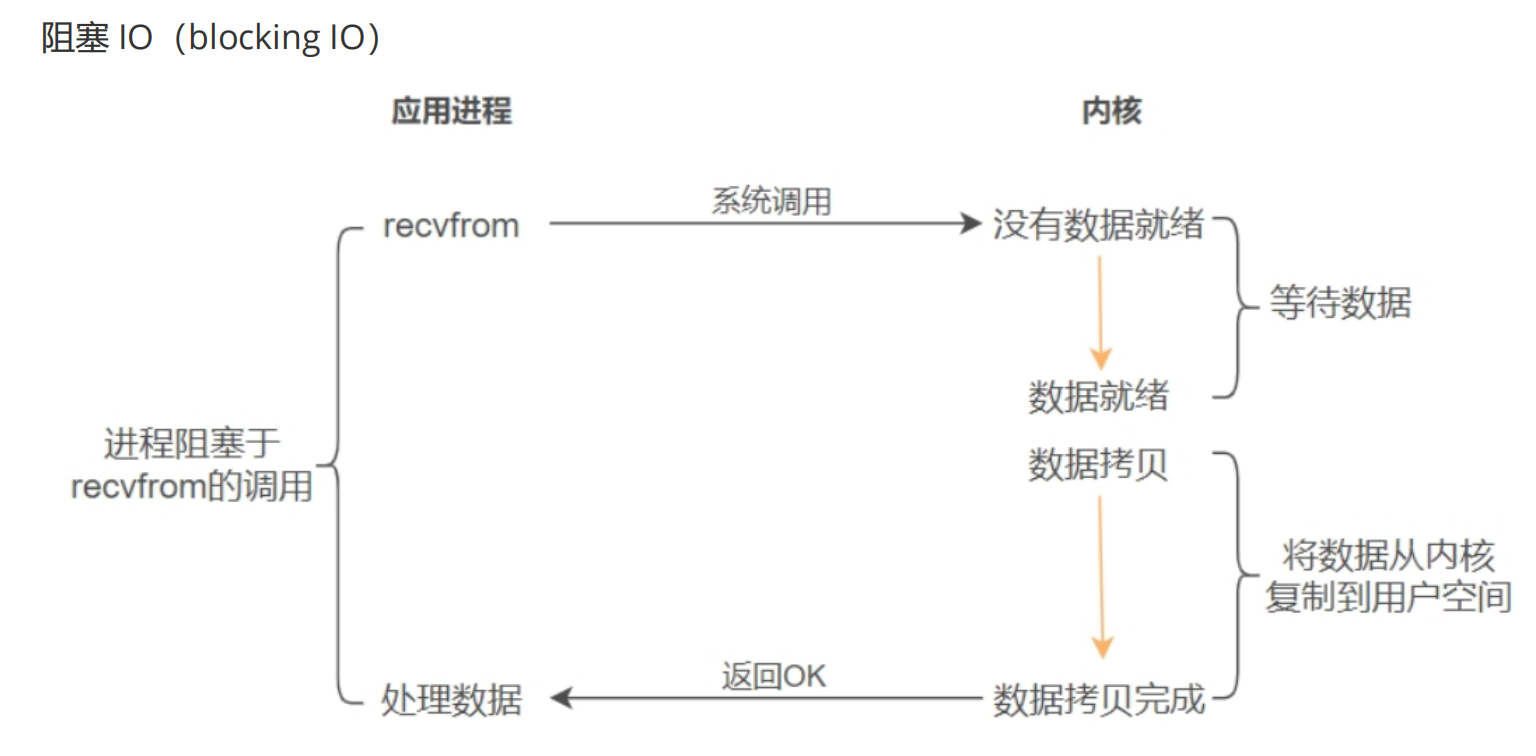 阻塞 IO（blocking IO）
应用进程
内核
系统调用
recvfrom
没有数据就绪
等待数据
数据就绪
进程阻塞于
recvfrom的调用
数据拷贝
将数据从内核
复制到用户空间
返回OK
处理数据
数据拷贝完成